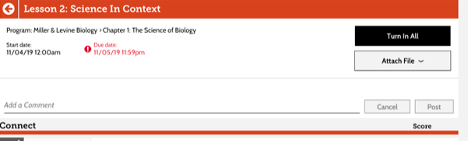 Lesson 2: Science In Context
Program: Miller & Levine Biology › Chapter 1: The Science of Biology
Start date:
11/04/19 12:00am
Due date:
11/05/19 11:59pm
Turn In All
Attach File
Add a Comment
Cancel
Post
Connect
Score